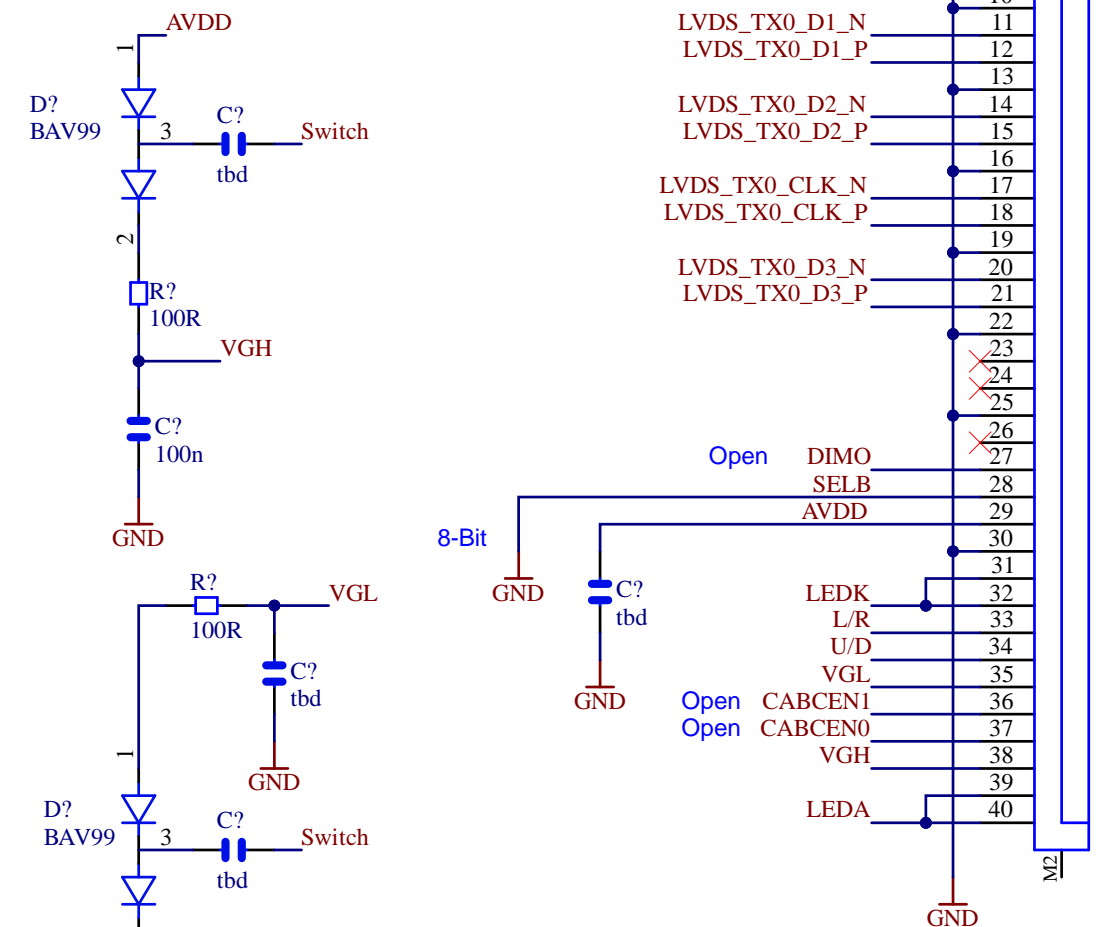 AVDD
1
D?
BAV99
3
C?
Switch
tbd
2
R?
100R
VGH
C?
100n
GND
R?
VGL
100R
C?
tbd
GND
1
D?
BAV99
3
C?
Switch
tbd
8-Bit
GND
C?
tbd
GND
LVDS_TX0_D1_N 11
LVDS_TX0_D1_P 12
13
LVDS_TX0_D2_N 14
LVDS_TX0_D2_P 15
16
LVDS_TX0_CLK_N 17
LVDS_TX0_CLK_P 18
19
LVDS_TX0_D3_N 20
LVDS_TX0_D3_P 21
22
23
24
25
26
Open DIMO 27
SELB 28
AVDD 29
30
31
LEDK 32
L/R 33
U/D 34
VGL 35
Open CABCEN1 36
Open CABCEN0 37
VGH 38
39
LEDA 40
M2
GND